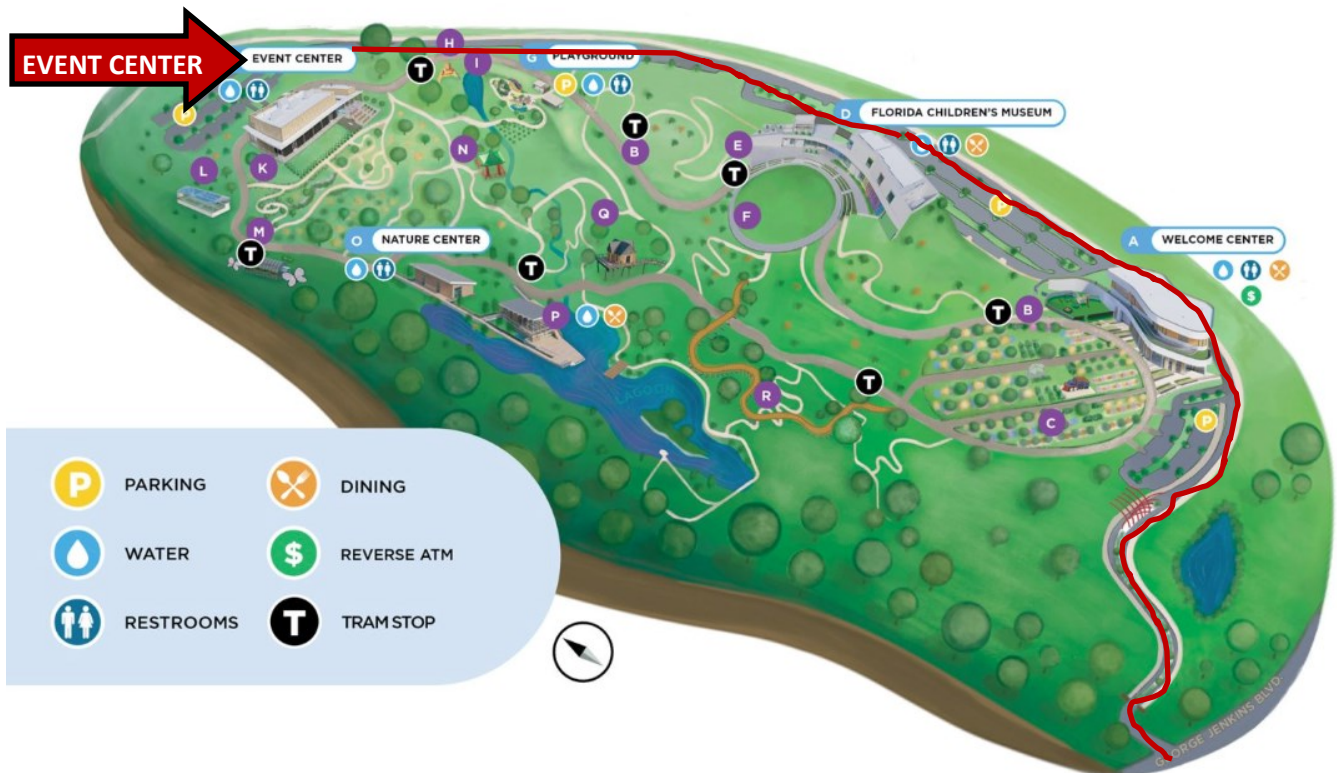 EVENT CENTER
EVENT CENTER
H
I
G PLAYGROUND
P
T
P
T
B
D FLORIDA CHILDREN'S MUSEUM
E
T
N
L
K
F
P
Q
A WELCOME CENTER
$
M
T
O NATURE CENTER
T
T
B
P
LAGOON
T
R
C
P
P PARKING
DINING
WATER
$ REVERSE ATM
RESTROOMS
T TRAM STOP
GEORGE JENKINS BLVD